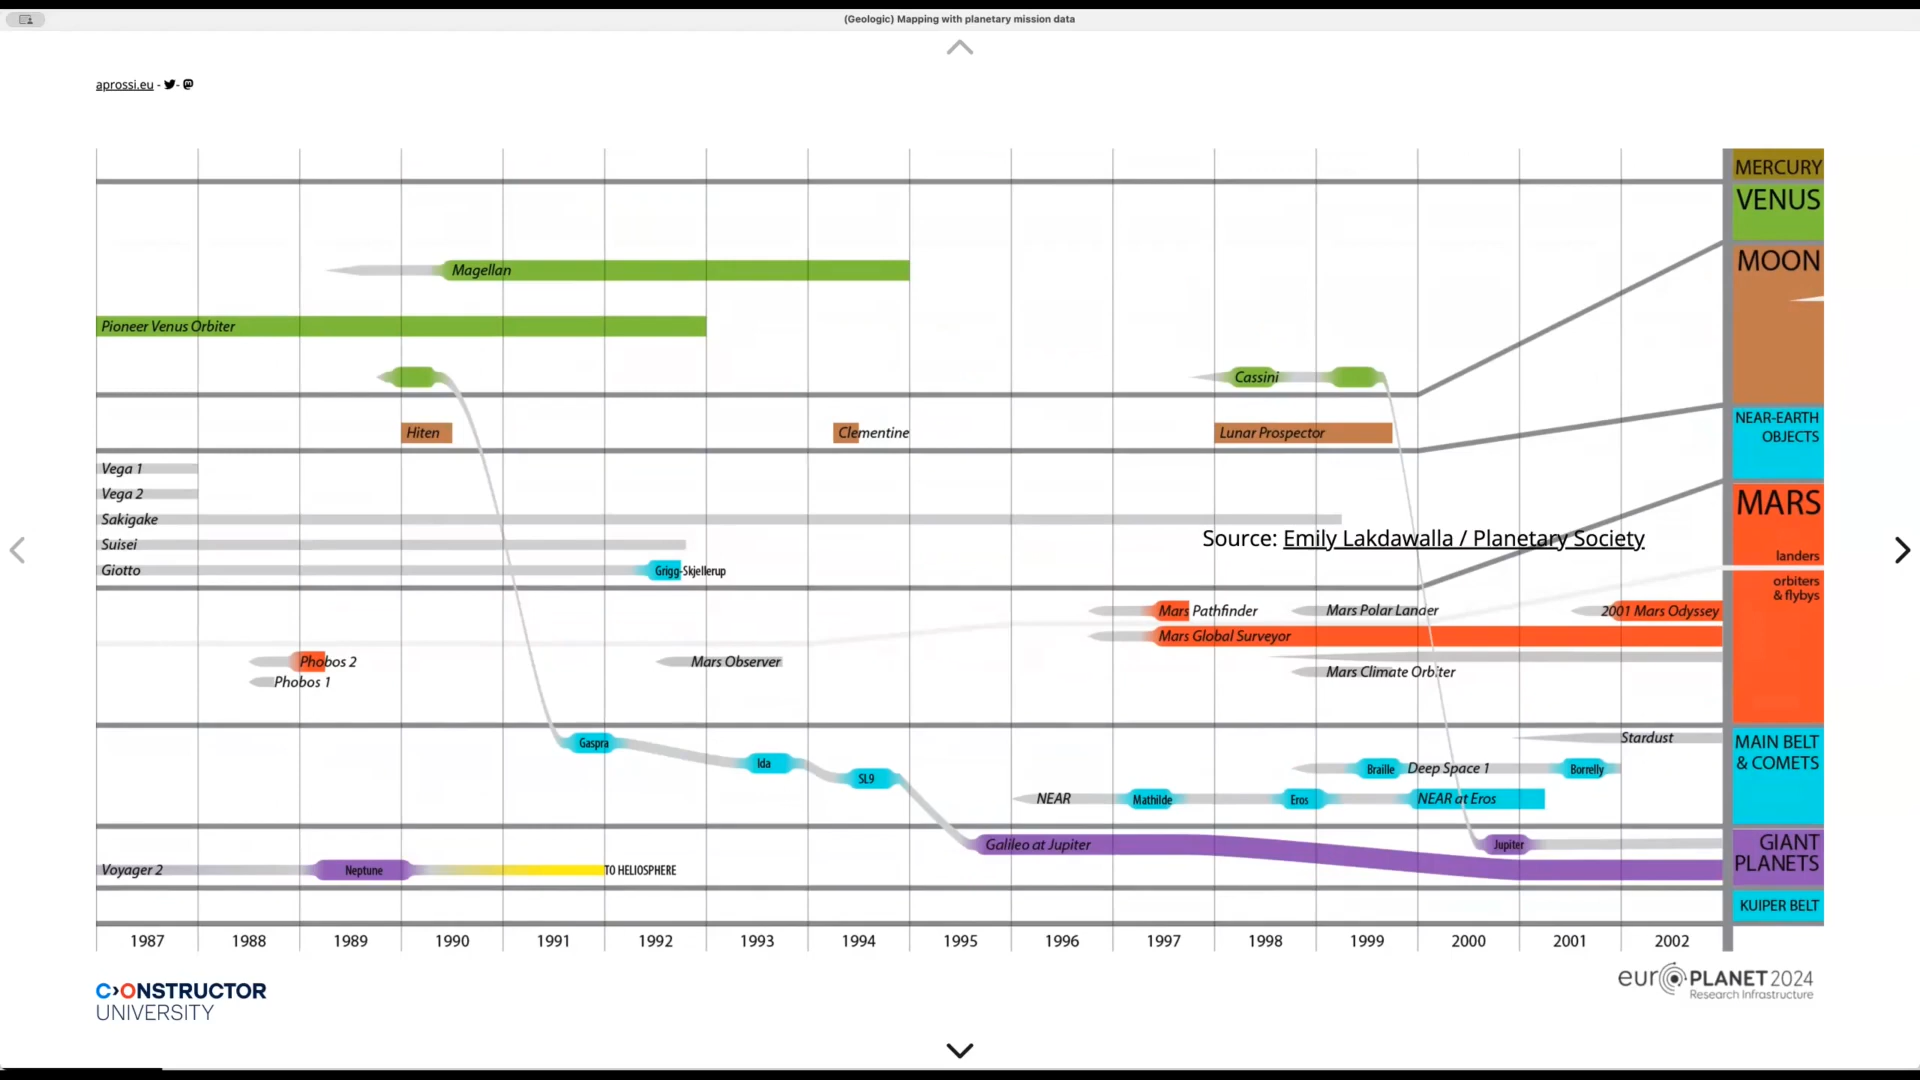 (Geologic) Mapping with planetary mission data
aprossi.eu - -
MERCURY
VENUS
Magellan
MOON
Pioneer Venus Orbiter
Cassini
Hiten
Clementine
Lunar Prospector
NEAR-EARTH
OBJECTS
Vega 1
Vega 2
Sakigake
Suisei
Giotto
Grigg-Skjellerup
Source: Emily Lakdawalla / Planetary Society
MARS
landers
orbiters
& flybys
Mars Pathfinder
Mars Polar Lander
2001 Mars Odyssey
Mars Global Surveyor
Phobos 2
Mars Observer
Mars Climate Orbiter
Phobos 1
Gaspra
Ida
SL9
Stardust
Braille
Deep Space 1
Borrelly
NEAR
Mathilde
Eros
NEAR at Eros
MAIN BELT
& COMETS
Galileo at Jupiter
Jupiter
GIANT
PLANETS
Voyager 2
Neptune
TO HELIOSPHERE
KUIPER BELT
1987 1988 1989 1990 1991 1992 1993 1994 1995 1996 1997 1998 1999 2000 2001 2002
CONSTRUCTOR
UNIVERSITY
euroPLANET 2024
Research Infrastructure